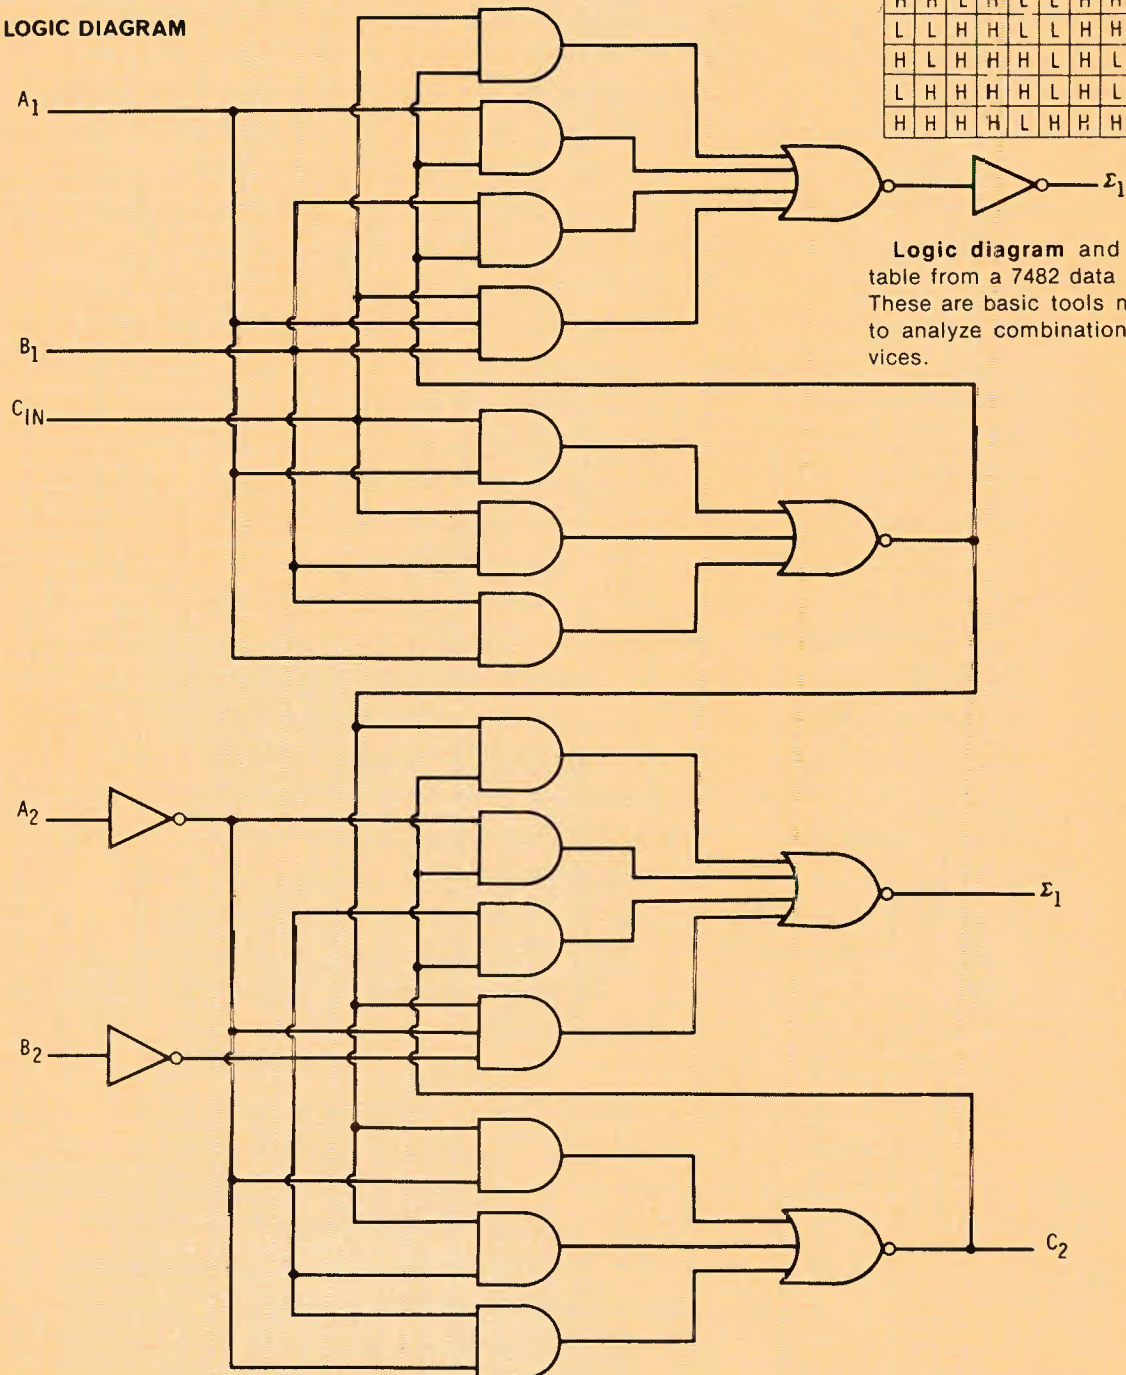 LOGIC DIAGRAM
H H L H L L H H
L L H H L L H H
H L H H H L H L
L H H H H L H L
H H H H L H H H
A1
Σ1
Logic diagram and
table from a 7482 data
These are basic tools
to analyze combination
vices.
B1
CIN
A2
Σ1
B2
C2